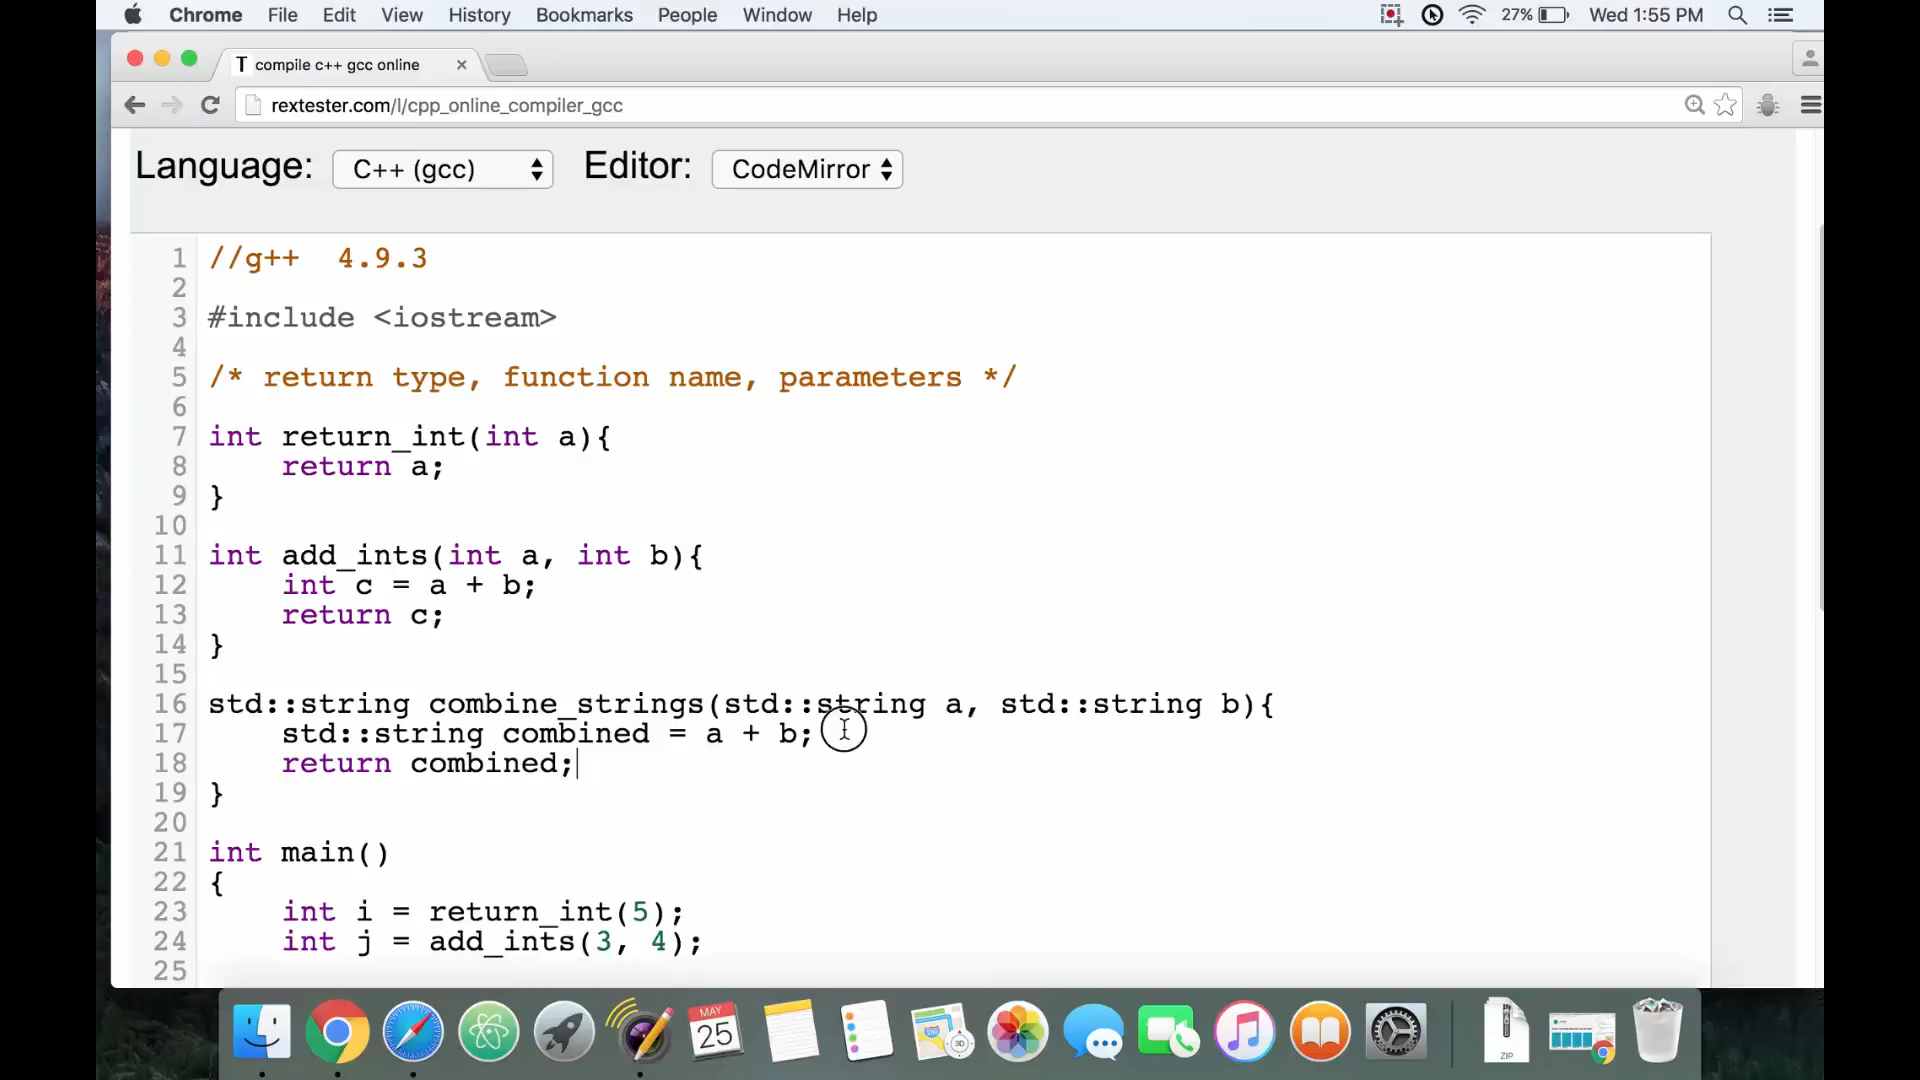 Chrome File Edit View History Bookmarks People Window Help 27% Wed 1:55 PM
T compile c++ gcc online
rextester.com/l/cpp_online_compiler_gcc
Language: C++ (gcc) Editor: CodeMirror
1 //g++  4.9.3
2
3 #include <iostream>
4
5 /* return type, function name, parameters */
6
7 int return_int(int a){
8     return a;
9 }
10
11 int add_ints(int a, int b){
12     int c = a + b;
13     return c;
14 }
15
16 std::string combine_strings(std::string a, std::string b){
17     std::string combined = a + b;
18     return combined;
19 }
20
21 int main()
22 {
23     int i = return_int(5);
24     int j = add_ints(3, 4);
25
MAY
25
3D
ZIP